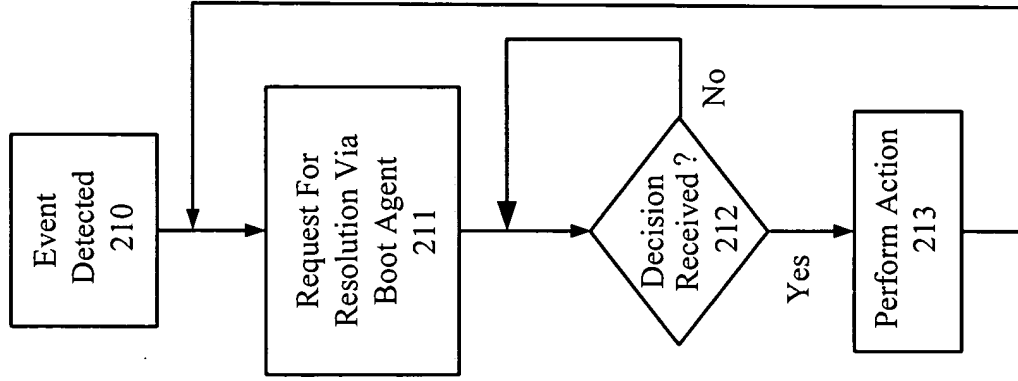 Event
Detected
210
Request For
Resolution Via
Boot Agent
211
Decision
Received ?
212
No
Yes
Perform Action
213